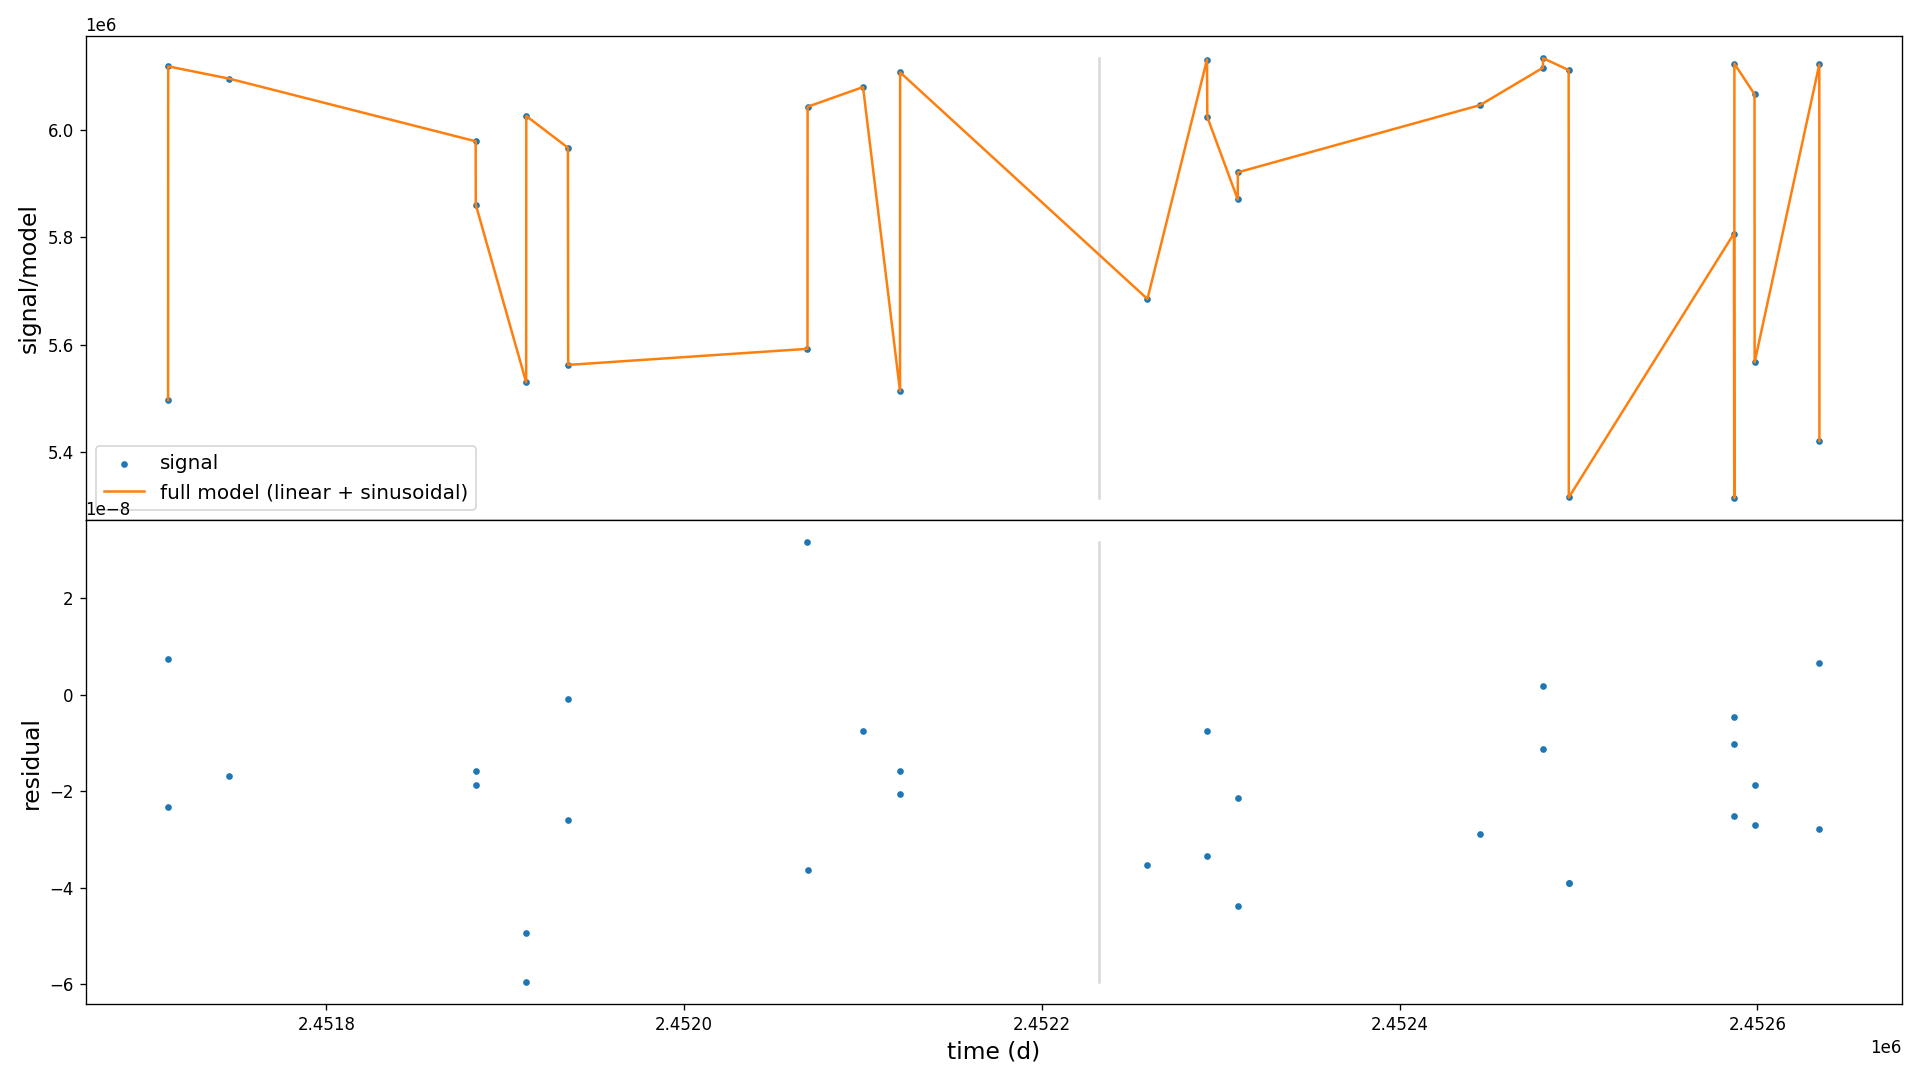 1e6
signal/model
6.0
5.8
5.6
5.4
signal
full model (linear + sinusoidal)
1e−8
residual
2
0
−2
−4
−6
2.4518
2.4520
2.4522
2.4524
2.4526
time (d)
1e6